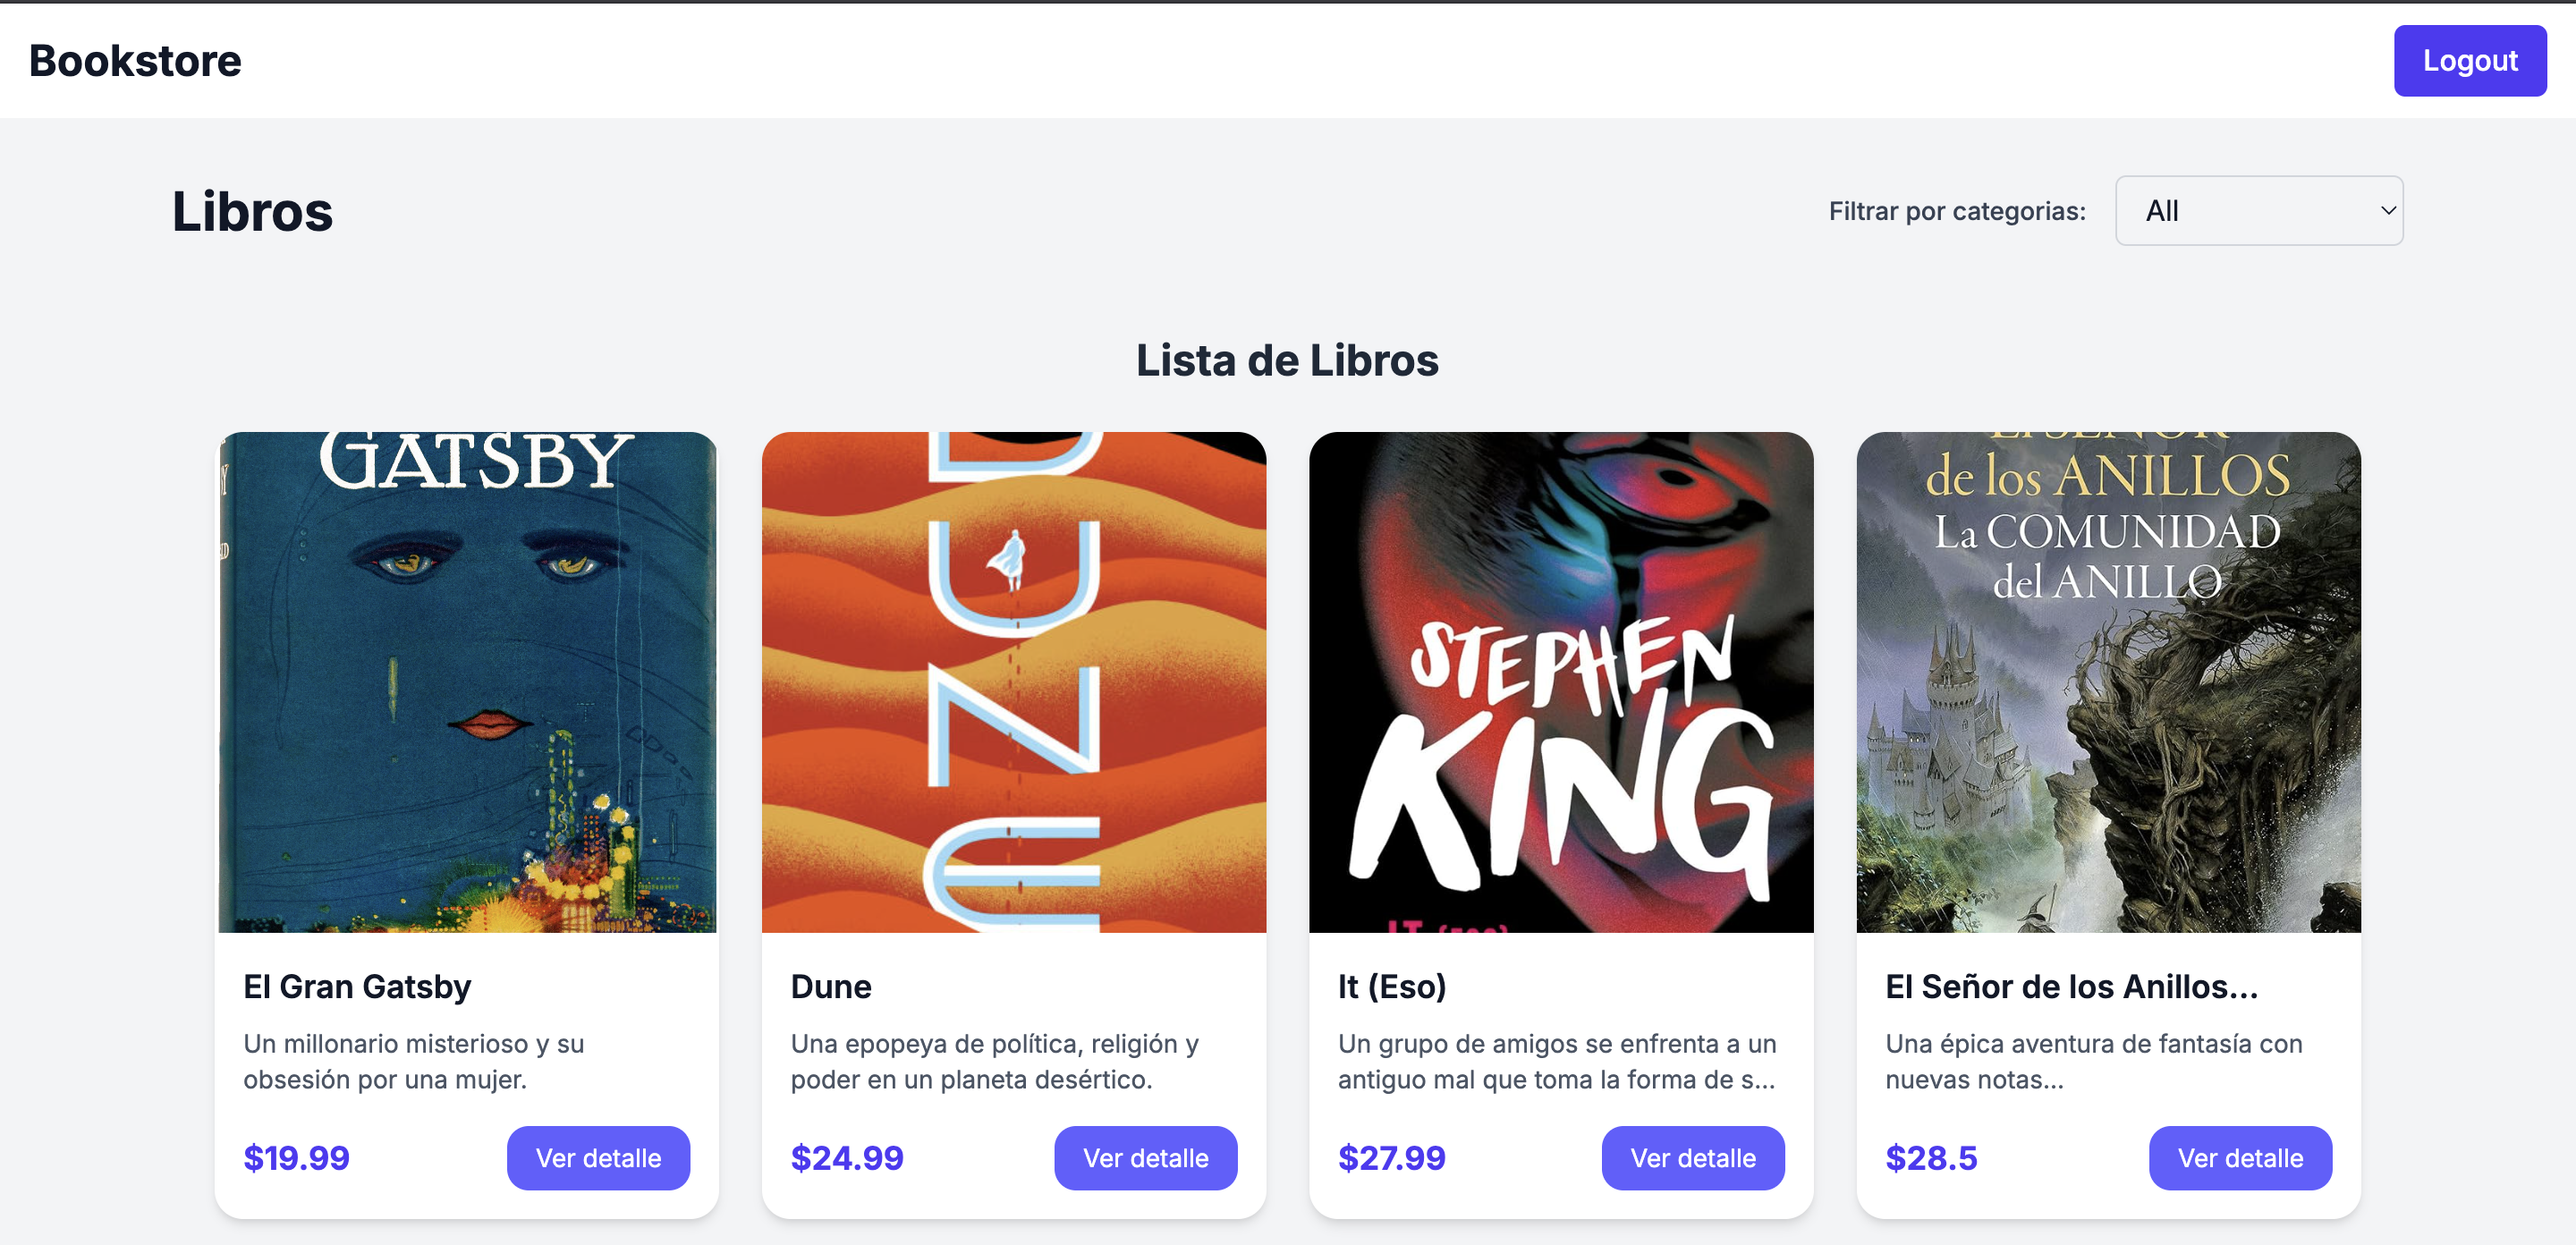 Bookstore
Logout
Libros
Filtrar por categorias:
All
Lista de Libros
GATSBY
DUNE
STEPHEN
KING
IT (ESO)
El SEÑOR
de los ANILLOS
La COMUNIDAD
del ANILLO
El Gran Gatsby
Un millonario misterioso y su
obsesión por una mujer.
$19.99
Ver detalle
Dune
Una epopeya de política, religión y
poder en un planeta desértico.
$24.99
Ver detalle
It (Eso)
Un grupo de amigos se enfrenta a un
antiguo mal que toma la forma de s...
$27.99
Ver detalle
El Señor de los Anillos...
Una épica aventura de fantasía con
nuevas notas...
$28.5
Ver detalle